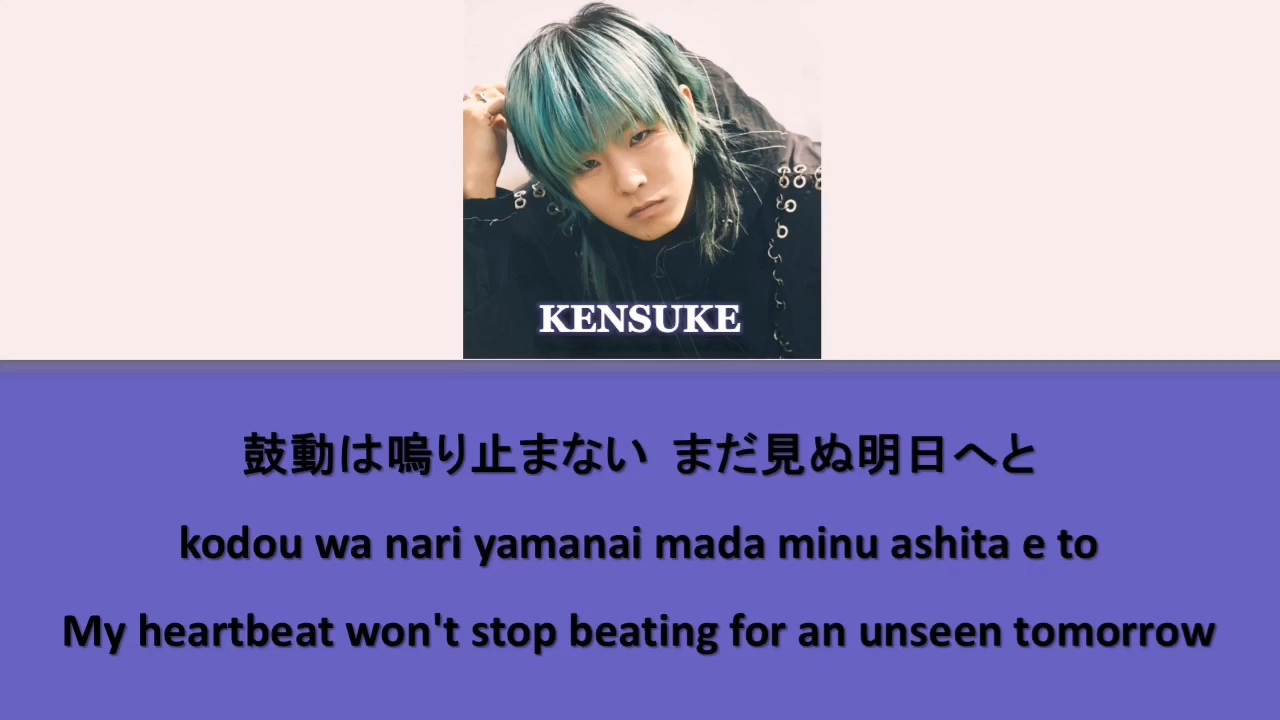 KENSUKE
鼓動は鳴り止まない まだ見ぬ明日へと
kodou wa nari yamanai mada minu ashita e to
My heartbeat won't stop beating for an unseen tomorrow